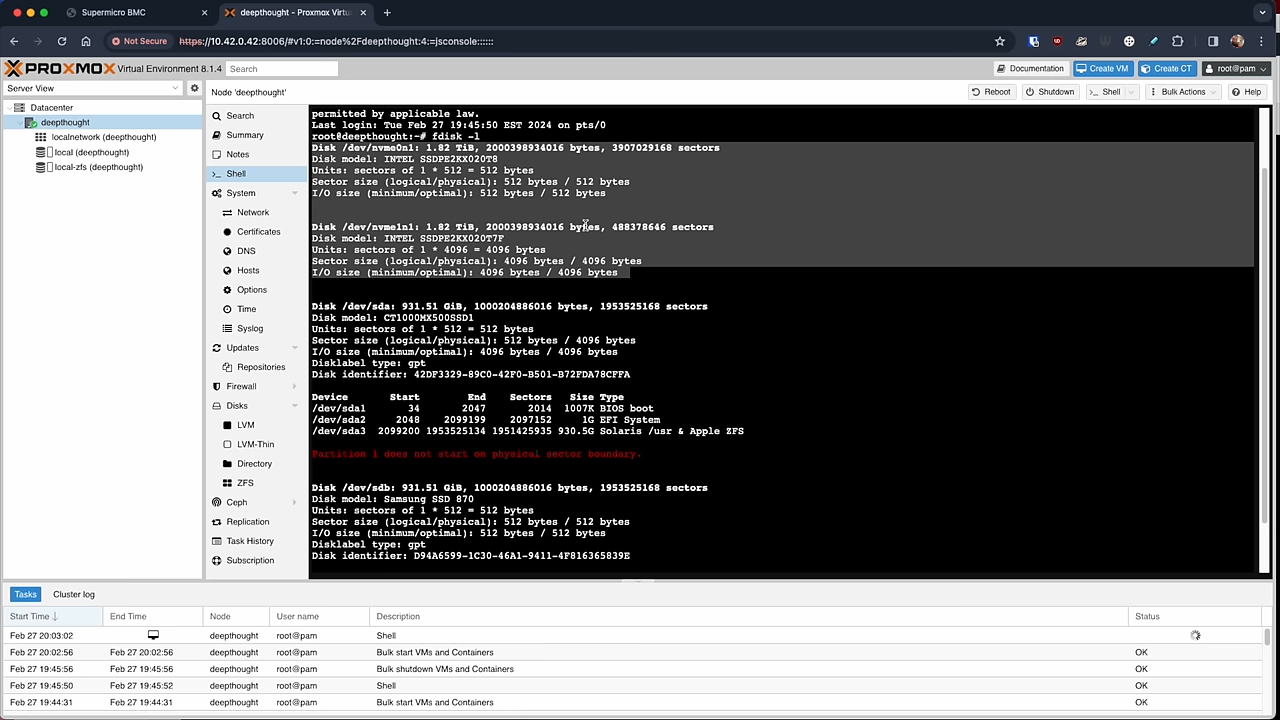 Supermicro BMC
deepthought - Proxmox Virtu
Not Secure https://10.42.0.42:8006/#v1:0:=node%2Fdeepthought:4:=jsconsole::::::
PROXMOX Virtual Environment 8.1.4 Search
Documentation Create VM Create CT root@pam
Server View
Node 'deepthought'
Reboot Shutdown Shell Bulk Actions Help
Datacenter
deepthought
localnetwork (deepthought)
local (deepthought)
local-zfs (deepthought)
Search
Summary
Notes
Shell
System
Network
Certificates
DNS
Hosts
Options
Time
Syslog
Updates
Repositories
Firewall
Disks
LVM
LVM-Thin
Directory
ZFS
Ceph
Replication
Task History
Subscription
permitted by applicable law.
Last login: Tue Feb 27 19:45:50 EST 2024 on pts/0
root@deepthought:~# fdisk -l
Disk /dev/nvme0n1: 1.82 TiB, 2000398934016 bytes, 3907029168 sectors
Disk model: INTEL SSDPE2KX020T8
Units: sectors of 1 * 512 = 512 bytes
Sector size (logical/physical): 512 bytes / 512 bytes
I/O size (minimum/optimal): 512 bytes / 512 bytes
Disk /dev/nvme1n1: 1.82 TiB, 2000398934016 bytes, 488378646 sectors
Disk model: INTEL SSDPE2KX020T7F
Units: sectors of 1 * 4096 = 4096 bytes
Sector size (logical/physical): 4096 bytes / 4096 bytes
I/O size (minimum/optimal): 4096 bytes / 4096 bytes
Disk /dev/sda: 931.51 GiB, 1000204886016 bytes, 1953525168 sectors
Disk model: CT1000MX500SSD1
Units: sectors of 1 * 512 = 512 bytes
Sector size (logical/physical): 512 bytes / 4096 bytes
I/O size (minimum/optimal): 4096 bytes / 4096 bytes
Disklabel type: gpt
Disk identifier: 42DF3329-89C0-42F0-B501-B72FDA78CFFA
Device Start End Sectors Size Type
/dev/sda1 34 2047 2014 1007K BIOS boot
/dev/sda2 2048 2099199 2097152 1G EFI System
/dev/sda3 2099200 1953525134 1951425935 930.5G Solaris /usr & Apple ZFS
Partition 1 does not start on physical sector boundary.
Disk /dev/sdb: 931.51 GiB, 1000204886016 bytes, 1953525168 sectors
Disk model: Samsung SSD 870
Units: sectors of 1 * 512 = 512 bytes
Sector size (logical/physical): 512 bytes / 512 bytes
I/O size (minimum/optimal): 512 bytes / 512 bytes
Disklabel type: gpt
Disk identifier: D94A6599-1C30-46A1-9411-4F816365839E
Tasks Cluster log
Start Time End Time Node User name Description Status
Feb 27 20:03:02 deepthought root@pam Shell
Feb 27 20:02:56 Feb 27 20:02:56 deepthought root@pam Bulk start VMs and Containers OK
Feb 27 19:45:56 Feb 27 19:45:56 deepthought root@pam Bulk shutdown VMs and Containers OK
Feb 27 19:45:50 Feb 27 19:45:52 deepthought root@pam Shell OK
Feb 27 19:44:31 Feb 27 19:44:31 deepthought root@pam Bulk start VMs and Containers OK